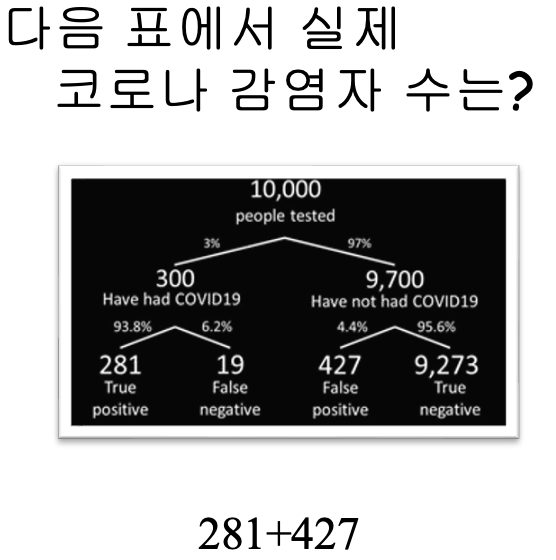 다음 표에서 실제
코로나 감염자 수는?
10,000
people tested
3% 97%
300 9,700
Have had COVID19 Have not had COVID19
93.8% 6.2% 4.4% 95.6%
281 19 427 9,273
True False False True
positive negative positive negative
281+427